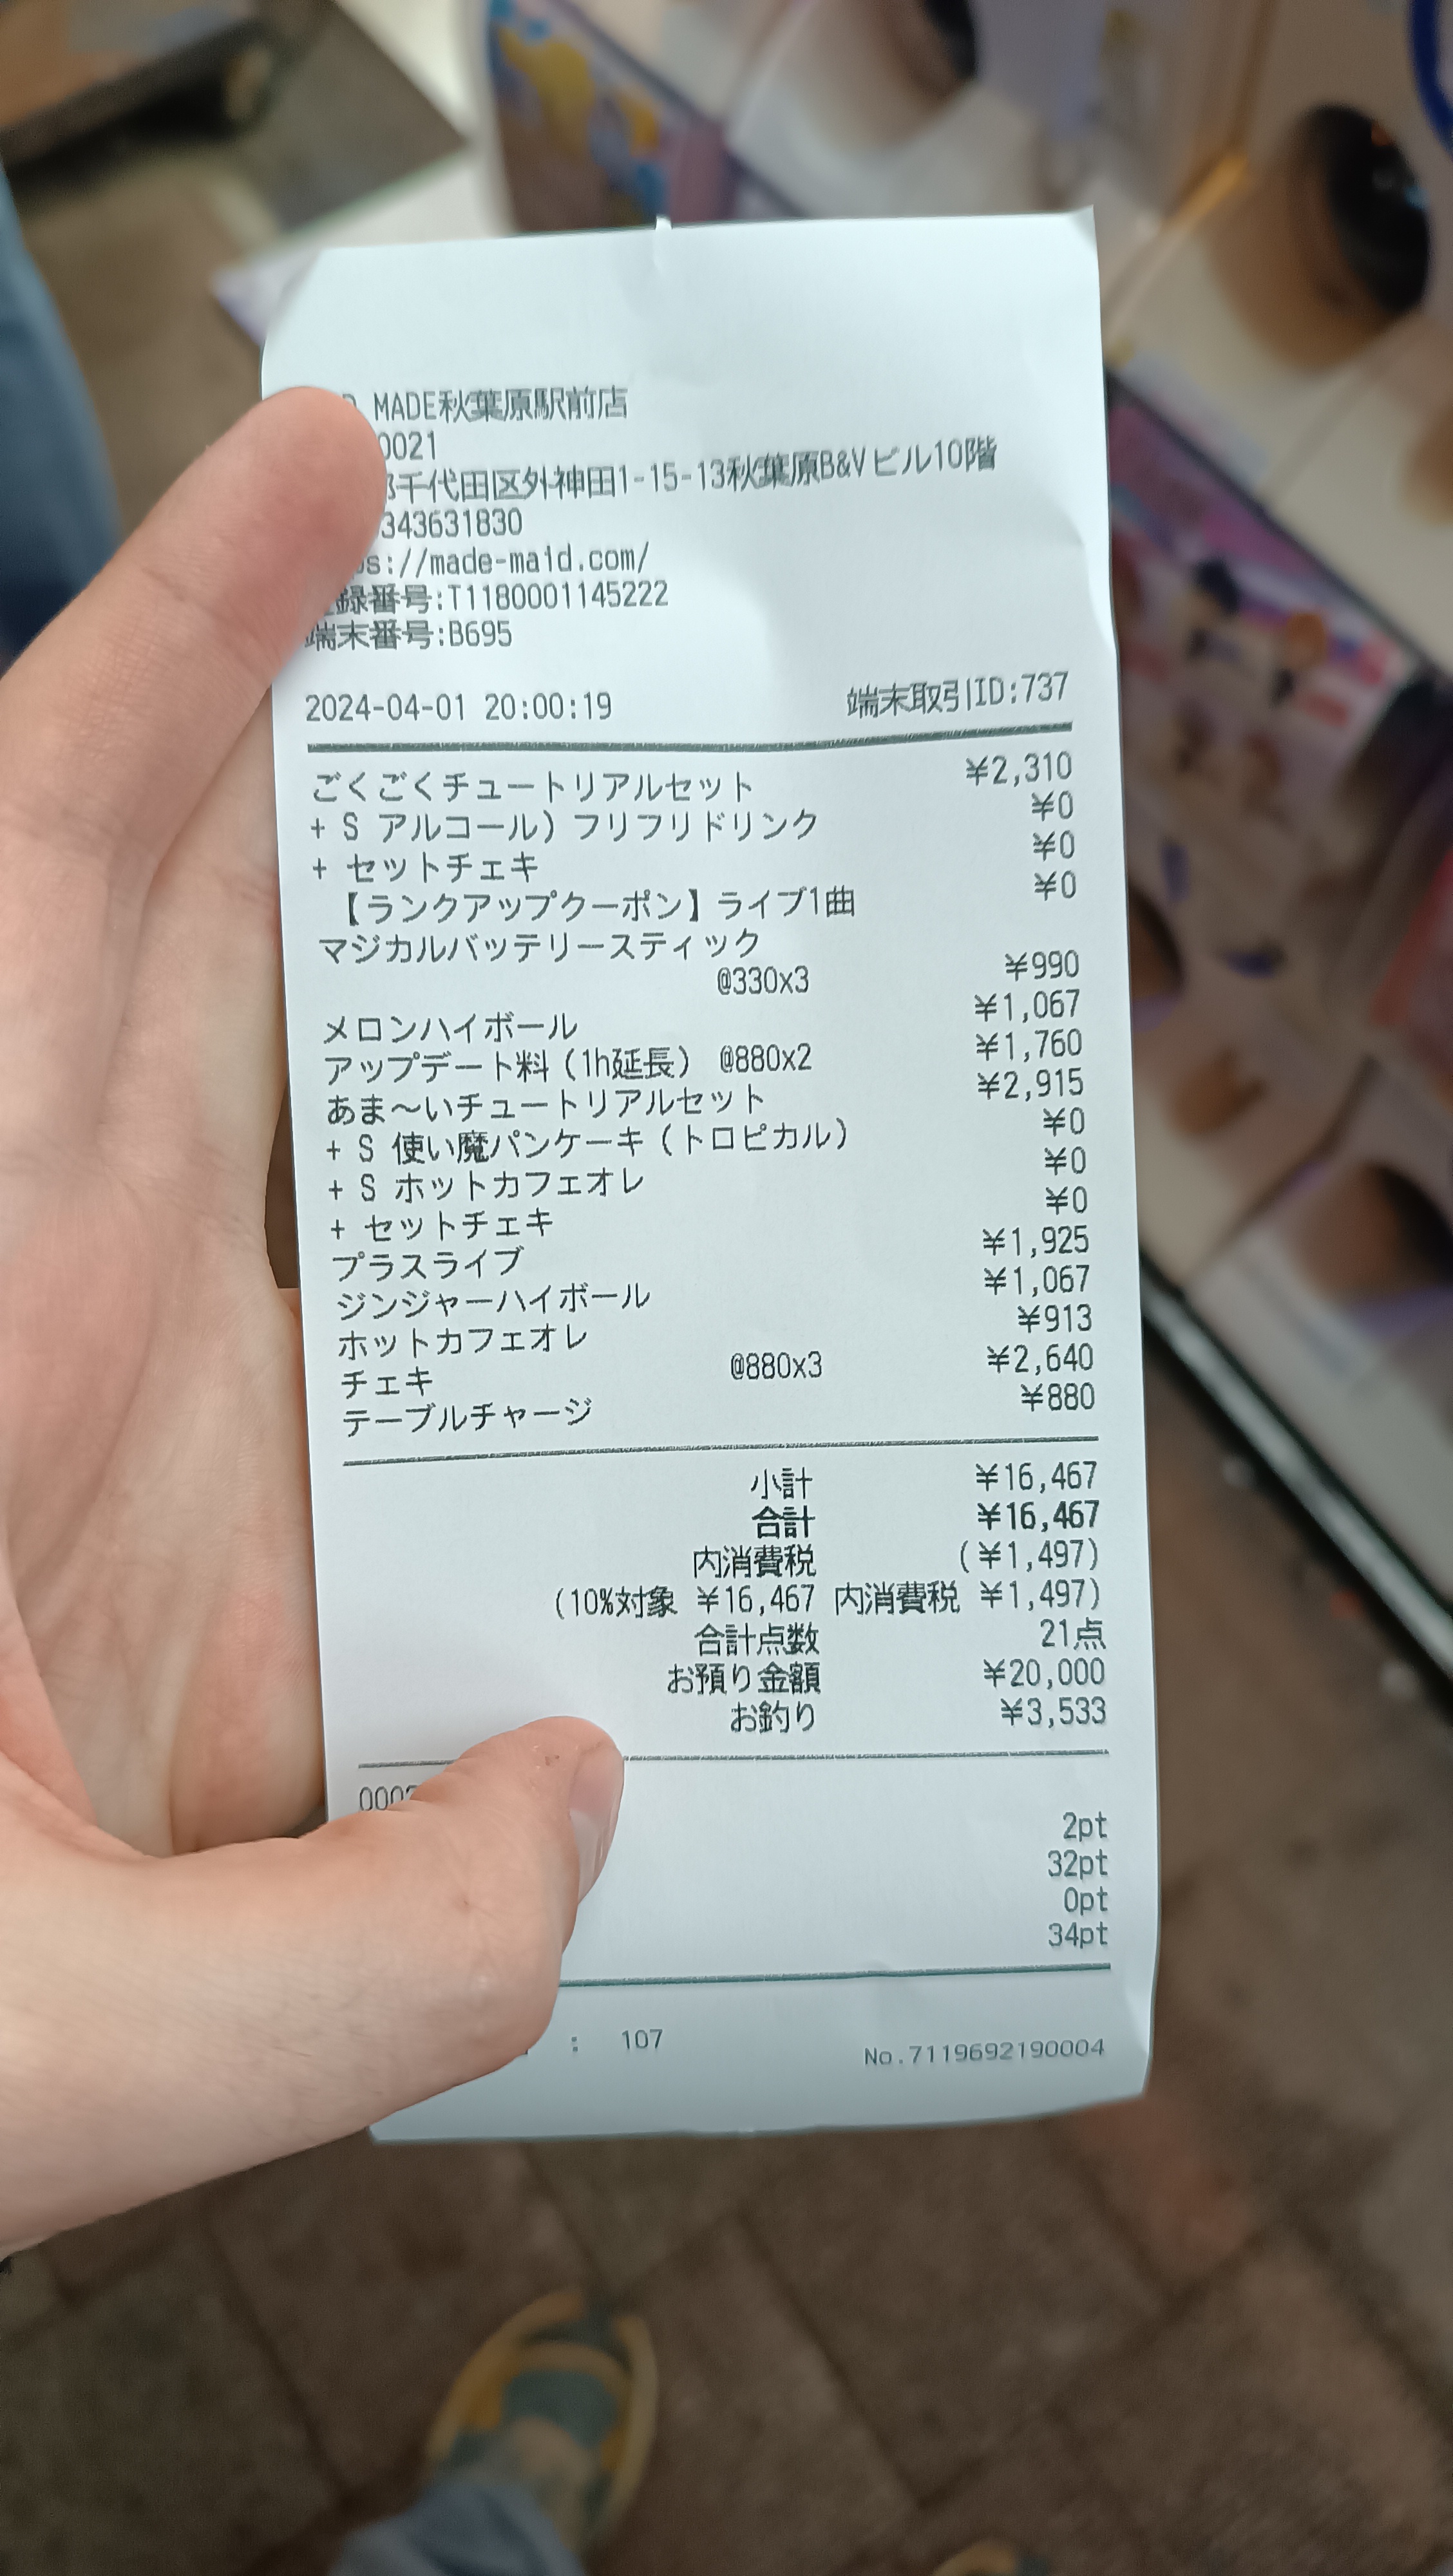 MADE秋葉原駅前店
0021
千代田区外神田1-15-13秋葉原B&Vビル10階
343631830
s://made-maid.com/
録番号:T1180001145222
端末番号:B695
2024-04-01 20:00:19 端末取引ID:737
ごくごくチュートリアルセット ¥2,310
+ S アルコール)フリフリドリンク ¥0
+ セットチェキ ¥0
【ランクアップクーポン】ライブ1曲 ¥0
マジカルバッテリースティック
@330x3 ¥990
メロンハイボール ¥1,067
アップデート料(1h延長) @880x2 ¥1,760
あま~いチュートリアルセット ¥2,915
+ S 使い魔パンケーキ(トロピカル) ¥0
+ S ホットカフェオレ ¥0
+ セットチェキ ¥0
プラスライブ ¥1,925
ジンジャーハイボール ¥1,067
ホットカフェオレ ¥913
チェキ @880x3 ¥2,640
テーブルチャージ ¥880
小計 ¥16,467
合計 ¥16,467
内消費税 (¥1,497)
(10%対象 ¥16,467 内消費税 ¥1,497)
合計点数 21点
お預り金額 ¥20,000
お釣り ¥3,533
000
2pt
32pt
0pt
34pt
: 107 No.7119692190004